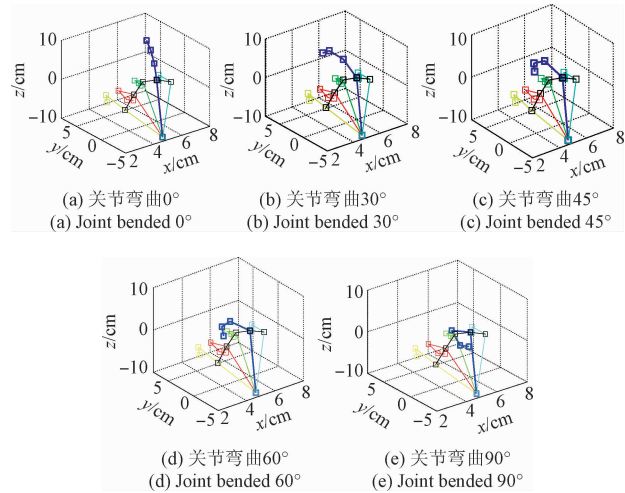 10
0
−10
z/cm
5
0
−5
y/cm
2
4
6
8
x/cm
(a) 关节弯曲0°
(a) Joint bended 0°
10
0
−10
z/cm
5
0
−5
y/cm
2
4
6
8
x/cm
(b) 关节弯曲30°
(b) Joint bended 30°
10
0
−10
z/cm
5
0
−5
y/cm
2
4
6
8
x/cm
(c) 关节弯曲45°
(c) Joint bended 45°
10
0
−10
z/cm
5
0
−5
y/cm
2
4
6
8
x/cm
(d) 关节弯曲60°
(d) Joint bended 60°
10
0
−10
z/cm
5
0
−5
y/cm
2
4
6
8
x/cm
(e) 关节弯曲90°
(e) Joint bended 90°